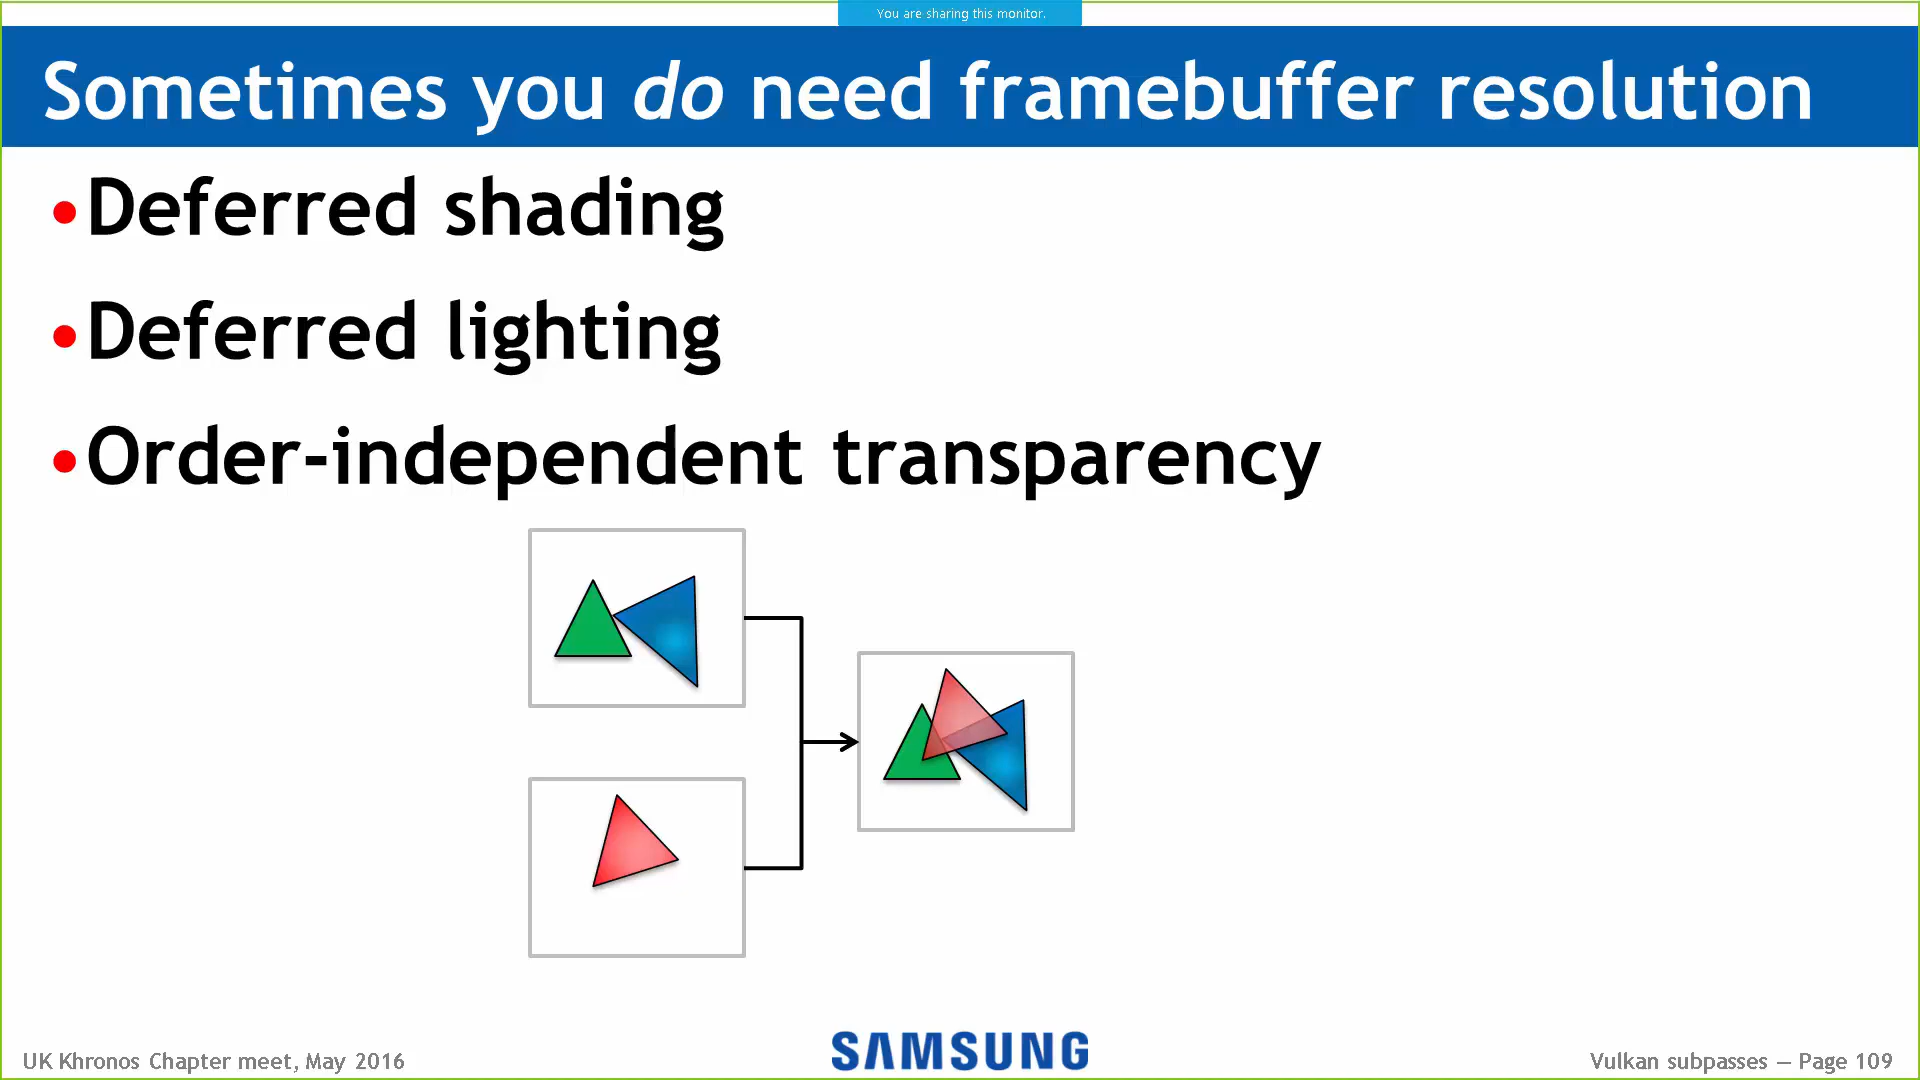 You are sharing this monitor.
Sometimes you do need framebuffer resolution
•Deferred shading
•Deferred lighting
•Order-independent transparency
SAMSUNG
UK Khronos Chapter meet, May 2016
Vulkan subpasses — Page 109